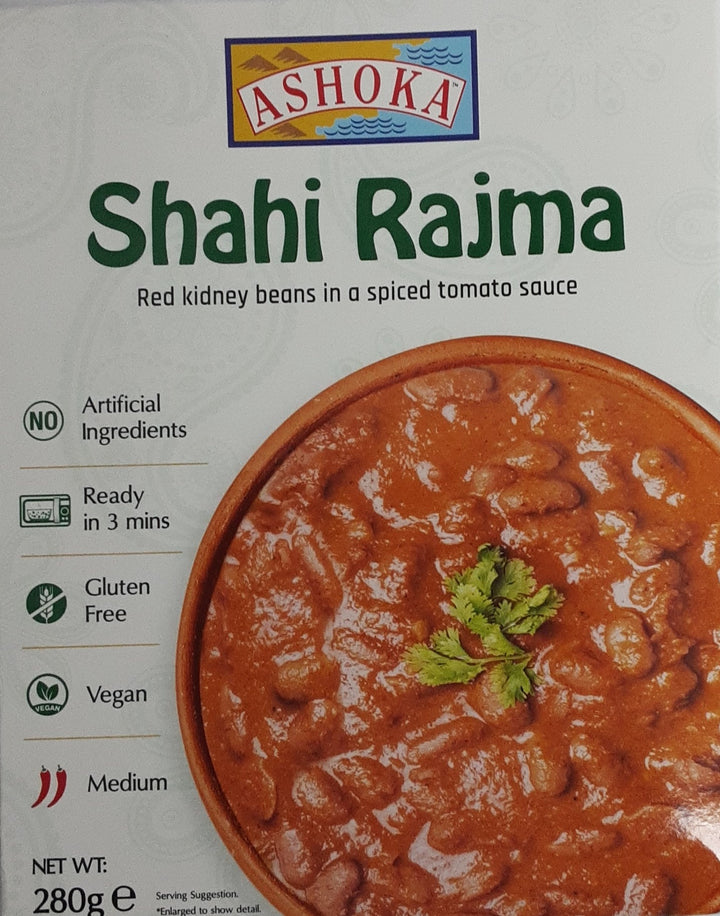 ASHOKA™
Shahi Rajma
Red kidney beans in a spiced tomato sauce
NO
Artificial
Ingredients
Ready
in 3 mins
Gluten
Free
VEGAN
Vegan
Medium
NET WT:
280g e
Serving Suggestion.
*Enlarged to show detail.